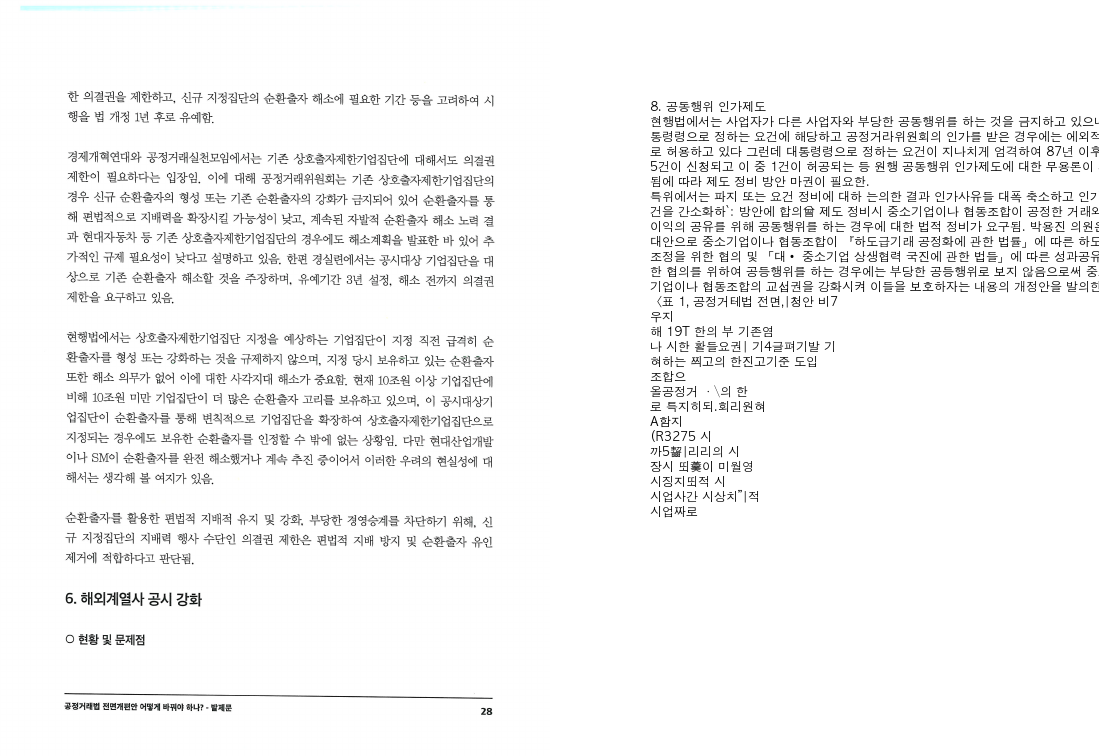 한 의결권을 제한하고, 신규 지정집단의 순환출자 해소에 필요한 기간 등을 고려하여 시
행을 법 개정 1년 후로 유예함.
경제개혁연대와 공정거래실천모임에서는 기존 상호출자제한기업집단에 대해서도 의결권
제한이 필요하다는 입장임. 이에 대해 공정거래위원회는 기존 상호출자제한기업집단의
경우 신규 순환출자의 형성 또는 기존 순환출자의 강화가 금지되어 있어 순환출자를 통
해 편법적으로 지배력을 확장시킬 가능성이 낮고, 계속된 자발적 순환출자 해소 노력 결
과 현대자동차 등 기존 상호출자제한기업집단의 경우에도 해소계획을 발표한 바 있어 추
가적인 규제 필요성이 낮다고 설명하고 있음. 한편 경실련에서는 공시대상 기업집단을 대
상으로 기존 순환출자 해소할 것을 주장하며, 유예기간 3년 설정, 해소 전까지 의결권
제한을 요구하고 있음.
현행법에서는 상호출자제한기업집단 지정을 예상하는 기업집단이 지정 직전 급격히 순
환출자를 형성 또는 강화하는 것을 규제하지 않으며, 지정 당시 보유하고 있는 순환출자
또한 해소 의무가 없어 이에 대한 사각지대 해소가 중요함. 현재 10조원 이상 기업집단에
비해 10조원 미만 기업집단이 더 많은 순환출자 고리를 보유하고 있으며, 이 공시대상기
업집단이 순환출자를 통해 변칙적으로 기업집단을 확장하여 상호출자제한기업집단으로
지정되는 경우에도 보유한 순환출자를 인정할 수 밖에 없는 상황임. 다만 현대산업개발
이나 SM이 순환출자를 완전 해소했거나 계속 추진 중이어서 이러한 우려의 현실성에 대
해서는 생각해 볼 여지가 있음.
순환출자를 활용한 편법적 지배적 유지 및 강화, 부당한 경영승계를 차단하기 위해, 신
규 지정집단의 지배력 행사 수단인 의결권 제한은 편법적 지배 방지 및 순환출자 유인
제거에 적합하다고 판단됨.
6. 해외계열사 공시 강화
○ 현황 및 문제점
공정거래법 전면개편안 어떻게 바꿔야 하나? - 발제문
28
8. 공동행위 인가제도
현행법에서는 사업자가 다른 사업자와 부당한 공동행위를 하는 것을 금지하고 있으나
통령령으로 정하는 요건에 해당하고 공정거라위원회의 인가를 받은 경우에는 에외적
로 허용하고 있다 그런데 대통령령으로 정하는 요건이 지나치게 엄격하여 87년 이후
5건이 신청되고 이 중 1건이 허공되는 등 원행 공동행위 인가제도에 대한 무용론이
됨에 따라 제도 정비 방안 마권이 필요한.
특위에서는 파지 또는 요건 정비에 대하 는의한 결과 인가사유들 대폭 축소하고 인가
건을 간소화하`: 방안에 합의쓸 제도 정비시 중소기업이나 협동조합이 공정한 거래와
이익의 공유를 위해 공동행위를 하는 경우에 대한 법적 정비가 요구됨. 박용진 의원은
대안으로 중소기업이나 협동조합이 『하도급기래 공정화에 관한 법률」에 따른 하도
조정을 위한 협의 및 「대• 중소기업 상생협력 국진에 관한 법들」에 따른 성과공유
한 협의를 위하여 공등행위를 하는 경우에는 부당한 공등행위로 보지 않음으로써 중
기업이나 협동조합의 교섭권을 강화시켜 이들을 보호하자는 내용의 개정안을 발의한
〈표 1, 공정거테법 전면,|청안 비7
우지
해 19T 한의 부 기존염
나 시한 활들요권| 기4글펴기발 기
혀하는 찍고의 한진고기준 도입
조합으
올공정거 ·\의 한
로 특지히되.회리원혀
A함지
(R3275 시
까5|리리의 시
장시 또이 미월영
시징지뙤적 시
시업사간 시상치"|적
시업짜로